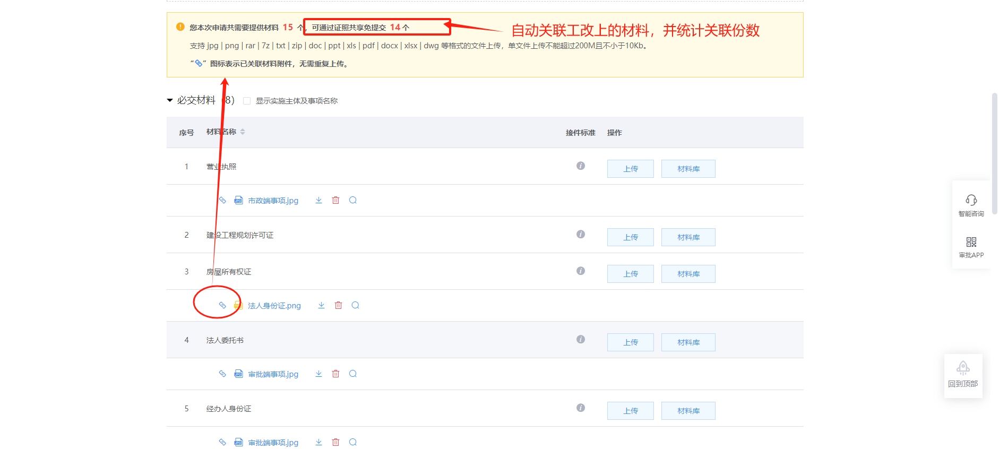 您本次申请共需要提供材料 15 个，可通过证照共享免提交 14 个
自动关联工改上的材料，并统计关联份数
支持 jpg | png | rar | 7z | txt | zip | doc | ppt | xls | pdf | docx | xlsx | dwg 等格式的文件上传，单文件上传不能超过200M且不小于10Kb。
“ ” 图标表示已关联材料附件，无需重复上传。
必交材料（8） 显示实施主体及事项名称
序号 材料名称 接件标准 操作
1 营业执照 上传 材料库
市政端事项.jpg
2 建设工程规划许可证 上传 材料库
3 房屋所有权证 上传 材料库
法人身份证.png
4 法人委托书 上传 材料库
审批端事项.jpg
5 经办人身份证 上传 材料库
审批端事项.jpg
智能咨询
审批APP
回到顶部